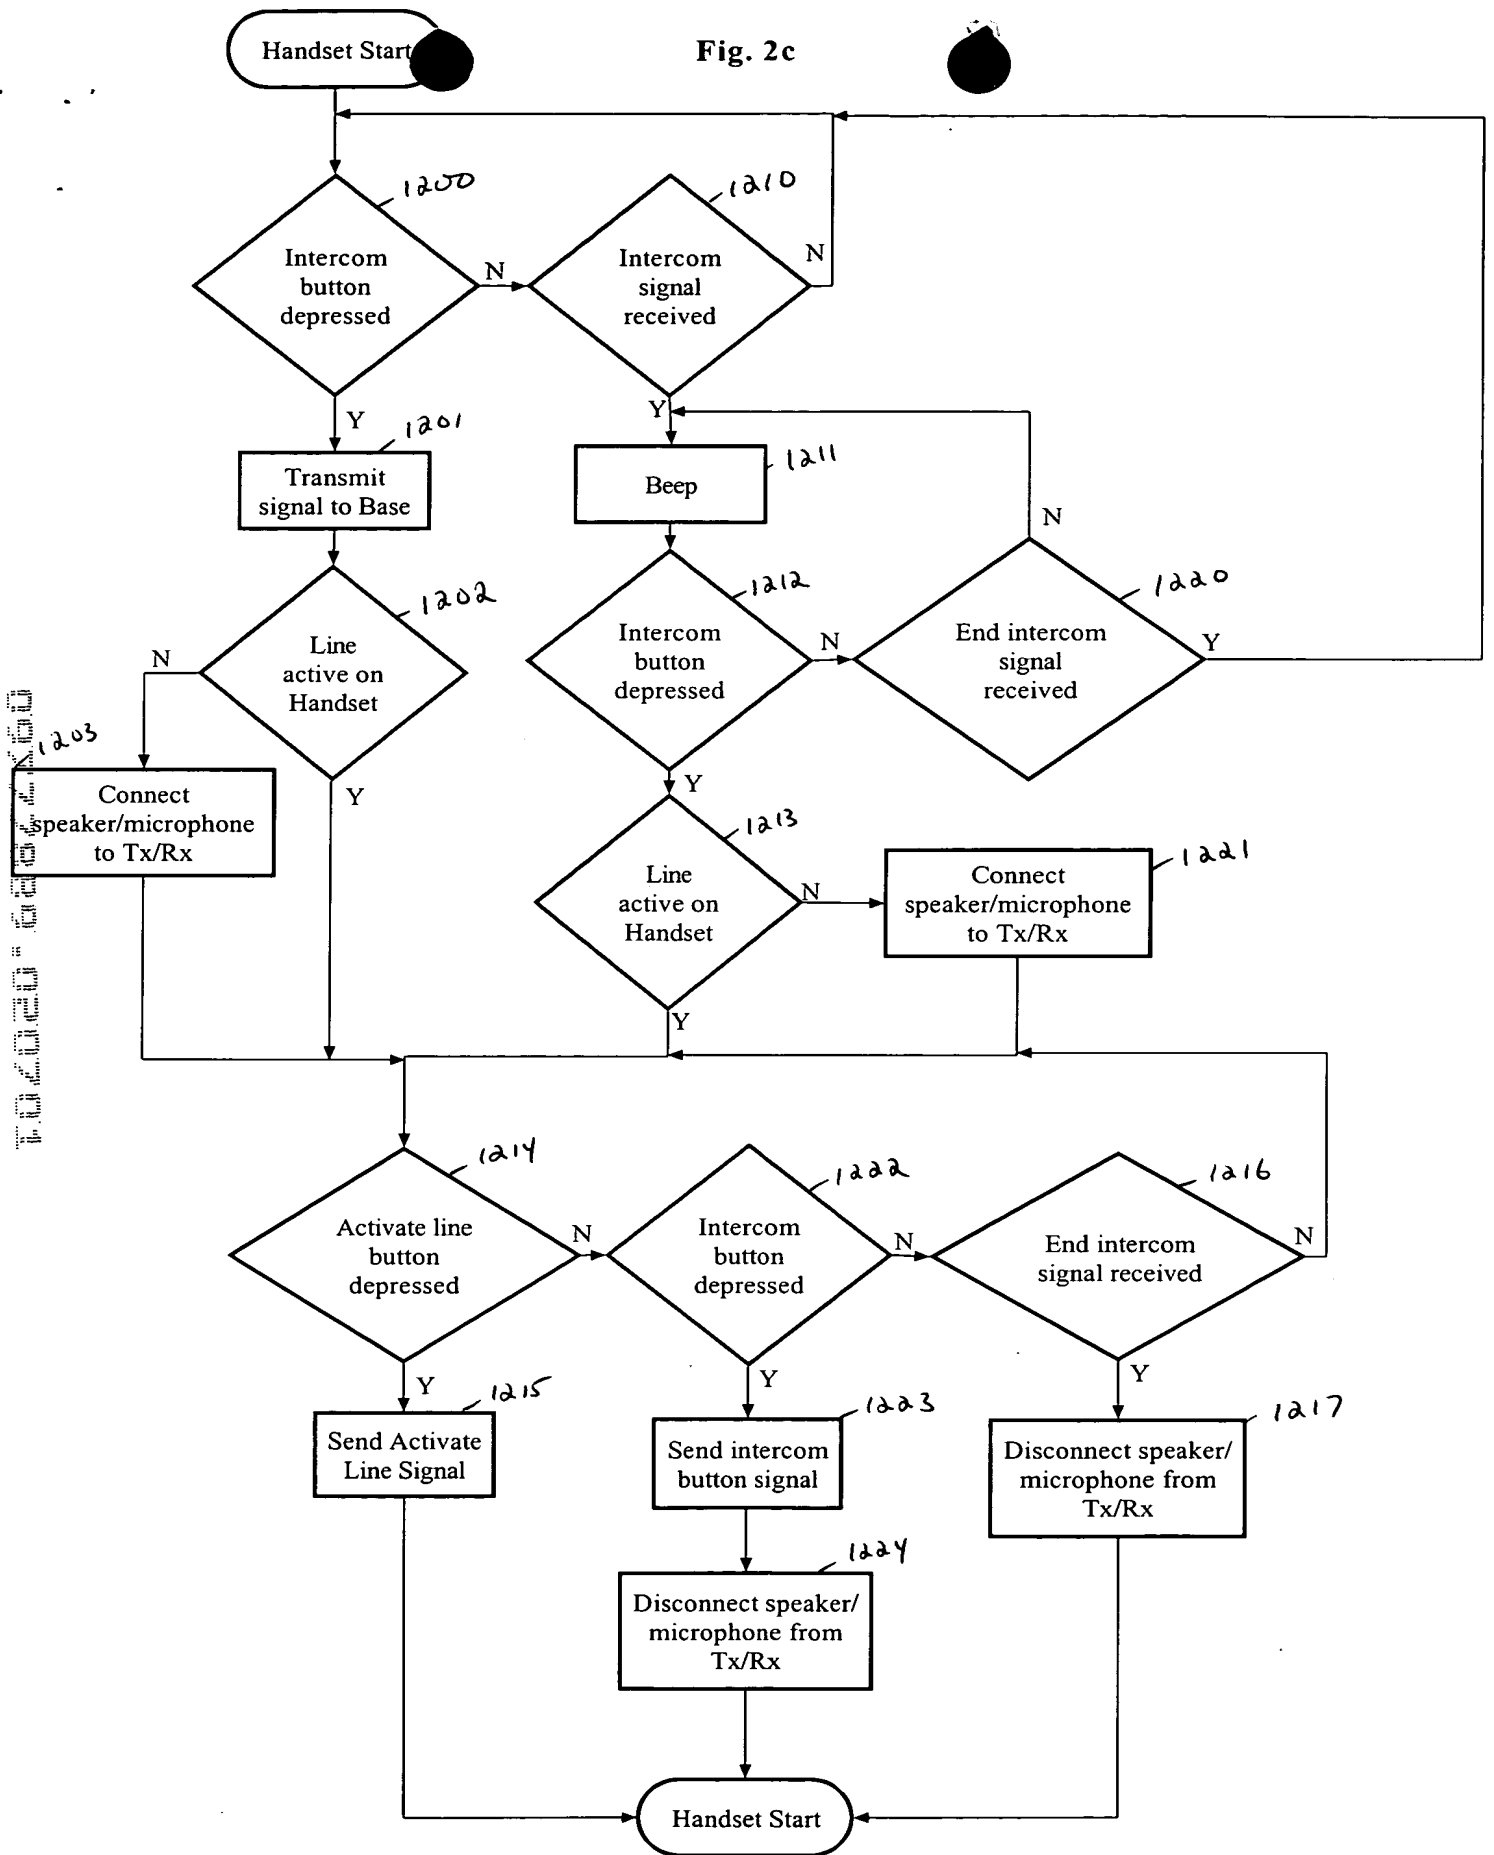 Handset Start
Fig. 2c
1200
1210
Intercom
button
depressed
N
Intercom
signal
received
N
Y
1201
Transmit
signal to Base
Y
1211
Beep
N
1202
Line
active on
Handset
N
Y
1212
Intercom
button
depressed
N
1220
End intercom
signal
received
Y
1203
Connect
speaker/microphone
to Tx/Rx
Y
1213
Line
active on
Handset
N
1221
Connect
speaker/microphone
to Tx/Rx
Y
1214
Activate line
button
depressed
N
1222
Intercom
button
depressed
N
1216
End intercom
signal received
N
Y
1215
Send Activate
Line Signal
Y
1223
Send intercom
button signal
Y
1217
Disconnect speaker/
microphone from
Tx/Rx
1224
Disconnect speaker/
microphone from
Tx/Rx
Handset Start